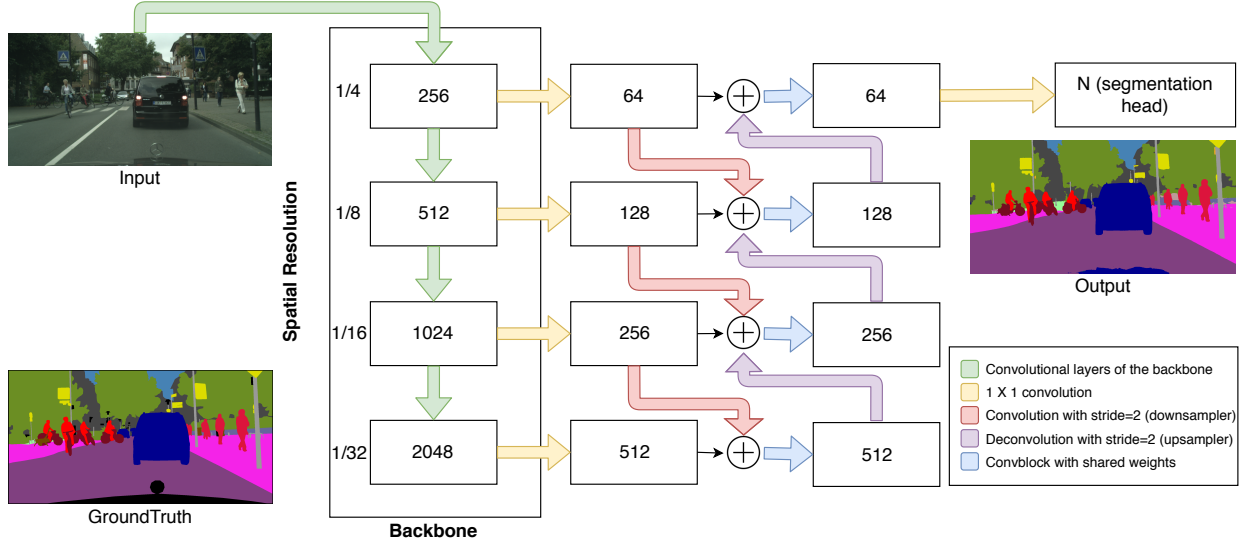 Input
GroundTruth
Spatial Resolution
1/4
256
64
64
N (segmentation
head)
1/8
512
128
128
1/16
1024
256
256
1/32
2048
512
512
Backbone
Output
Convolutional layers of the backbone
1 X 1 convolution
Convolution with stride=2 (downsampler)
Deconvolution with stride=2 (upsampler)
Convblock with shared weights